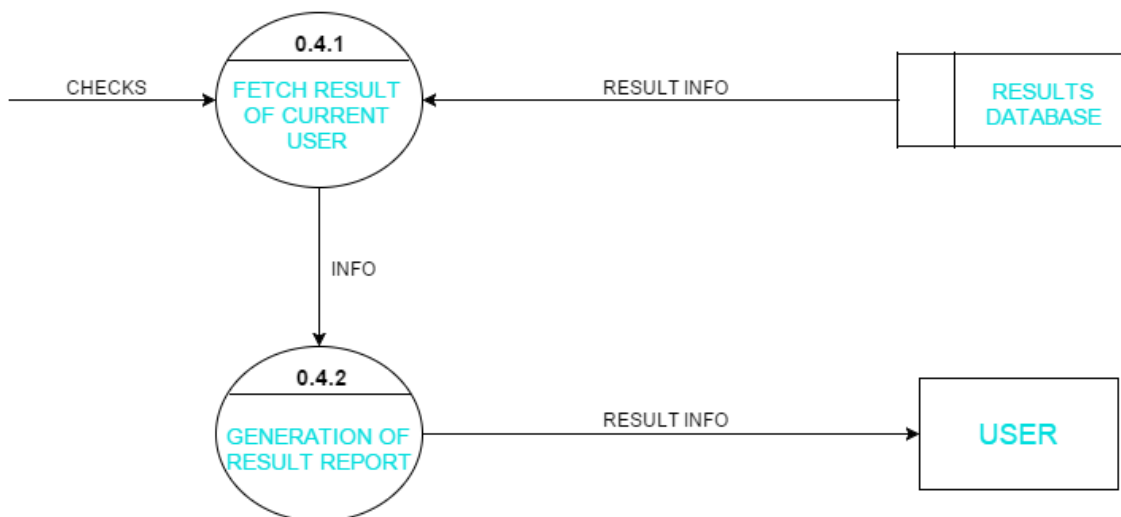 0.4.1
CHECKS
FETCH RESULT
OF CURRENT
USER
RESULT INFO
RESULTS
DATABASE
INFO
0.4.2
GENERATION OF
RESULT REPORT
RESULT INFO
USER